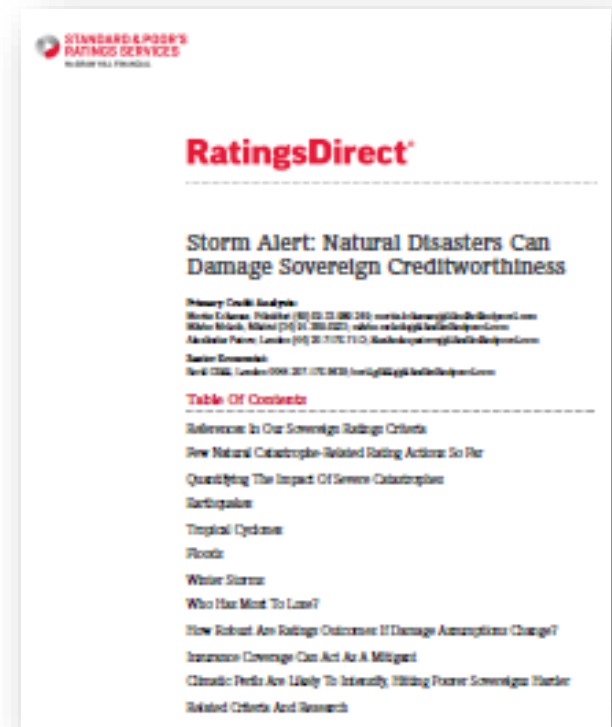 STANDARD & POOR'S
RATINGS SERVICES
McGRAW HILL FINANCIAL
RatingsDirect®
Storm Alert: Natural Disasters Can
Damage Sovereign Creditworthiness
Primary Credit Analysts:
Table Of Contents
References In Our Sovereign Ratings Criteria
Few Natural Catastrophe-Related Rating Actions So Far
Quantifying The Impact Of Severe Catastrophes
Earthquakes
Tropical Cyclones
Floods
Winter Storms
Who Has Most To Lose?
How Robust Are Ratings Outcomes If Damage Assumptions Change?
Insurance Coverage Can Act As A Mitigant
Climatic Perils Are Likely To Intensify, Hitting Poorer Sovereigns Harder
Related Criteria And Research